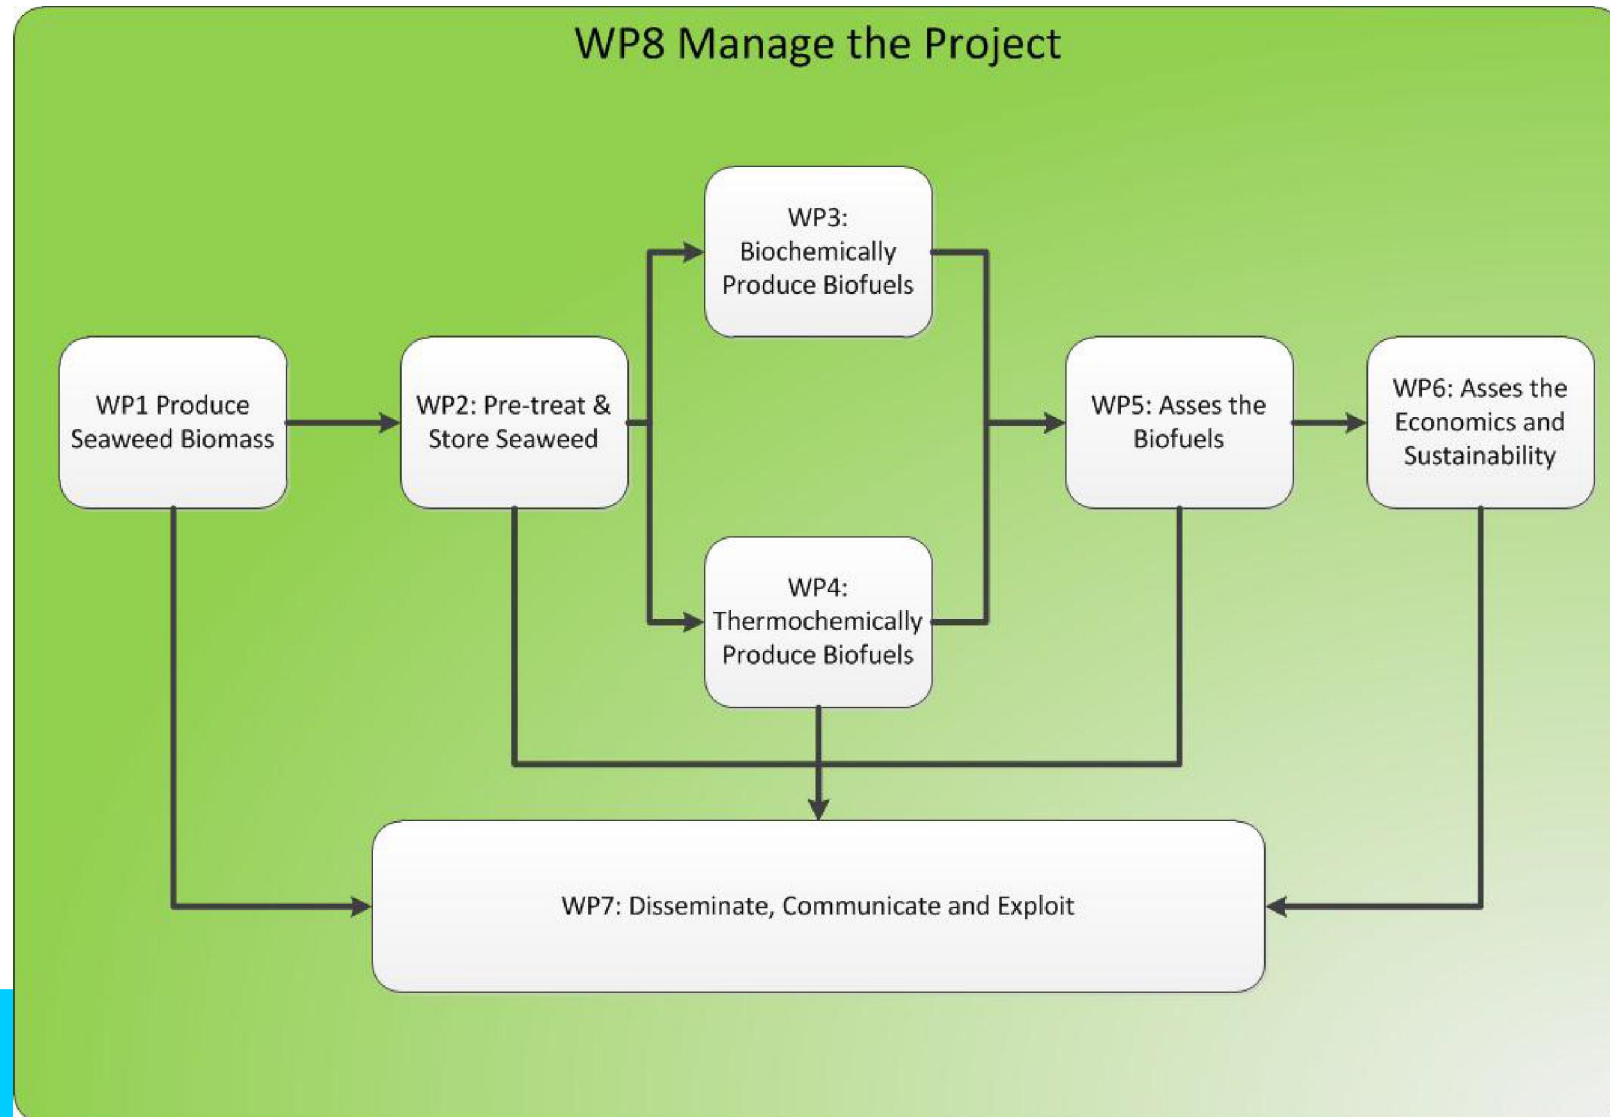 WP8 Manage the Project
WP1 Produce
Seaweed Biomass
WP2: Pre-treat &
Store Seaweed
WP3:
Biochemically
Produce Biofuels
WP4:
Thermochemically
Produce Biofuels
WP5: Asses the
Biofuels
WP6: Asses the
Economics and
Sustainability
WP7: Disseminate, Communicate and Exploit